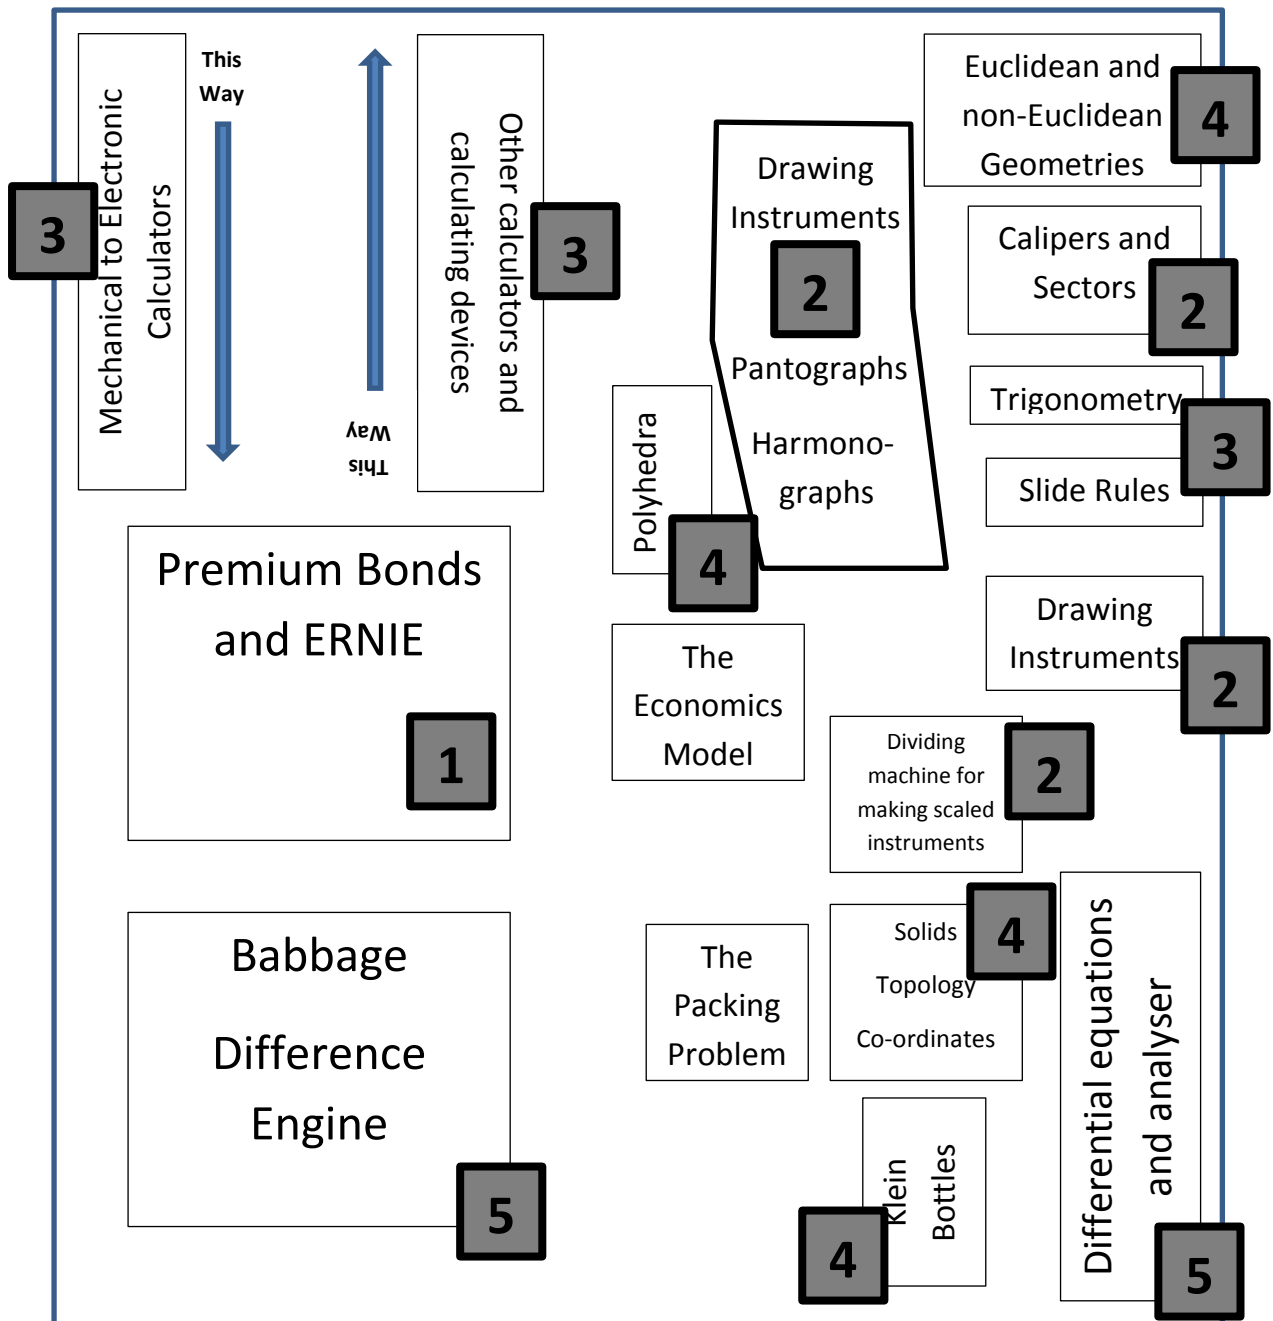 This
Way
Mechanical to Electronic
Calculators
3
Other calculators and
calculating devices
3
This
Way
Drawing
Instruments
2
Pantographs
Harmono-
graphs
Euclidean and
non-Euclidean
Geometries
4
Calipers and
Sectors
2
Trigonometry
3
Slide Rules
Polyhedra
4
Premium Bonds
and ERNIE
1
The
Economics
Model
Drawing
Instruments
2
Dividing
machine for
making scaled
instruments
2
Babbage
Difference
Engine
5
The
Packing
Problem
Solids
Topology
Co-ordinates
4
Differential equations
and analyser
5
Klein
Bottles
4